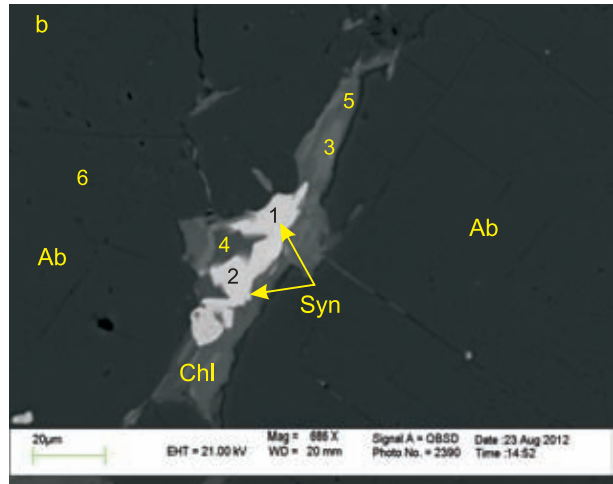 b
5
3
6
1
4
Ab
Ab
2
Syn
Chl
20µm
EHT = 21.00 kV
Mag = 686 X
WD = 20 mm
Signal A = QBSD
Photo No. = 2390
Date :23 Aug 2012
Time :14:52